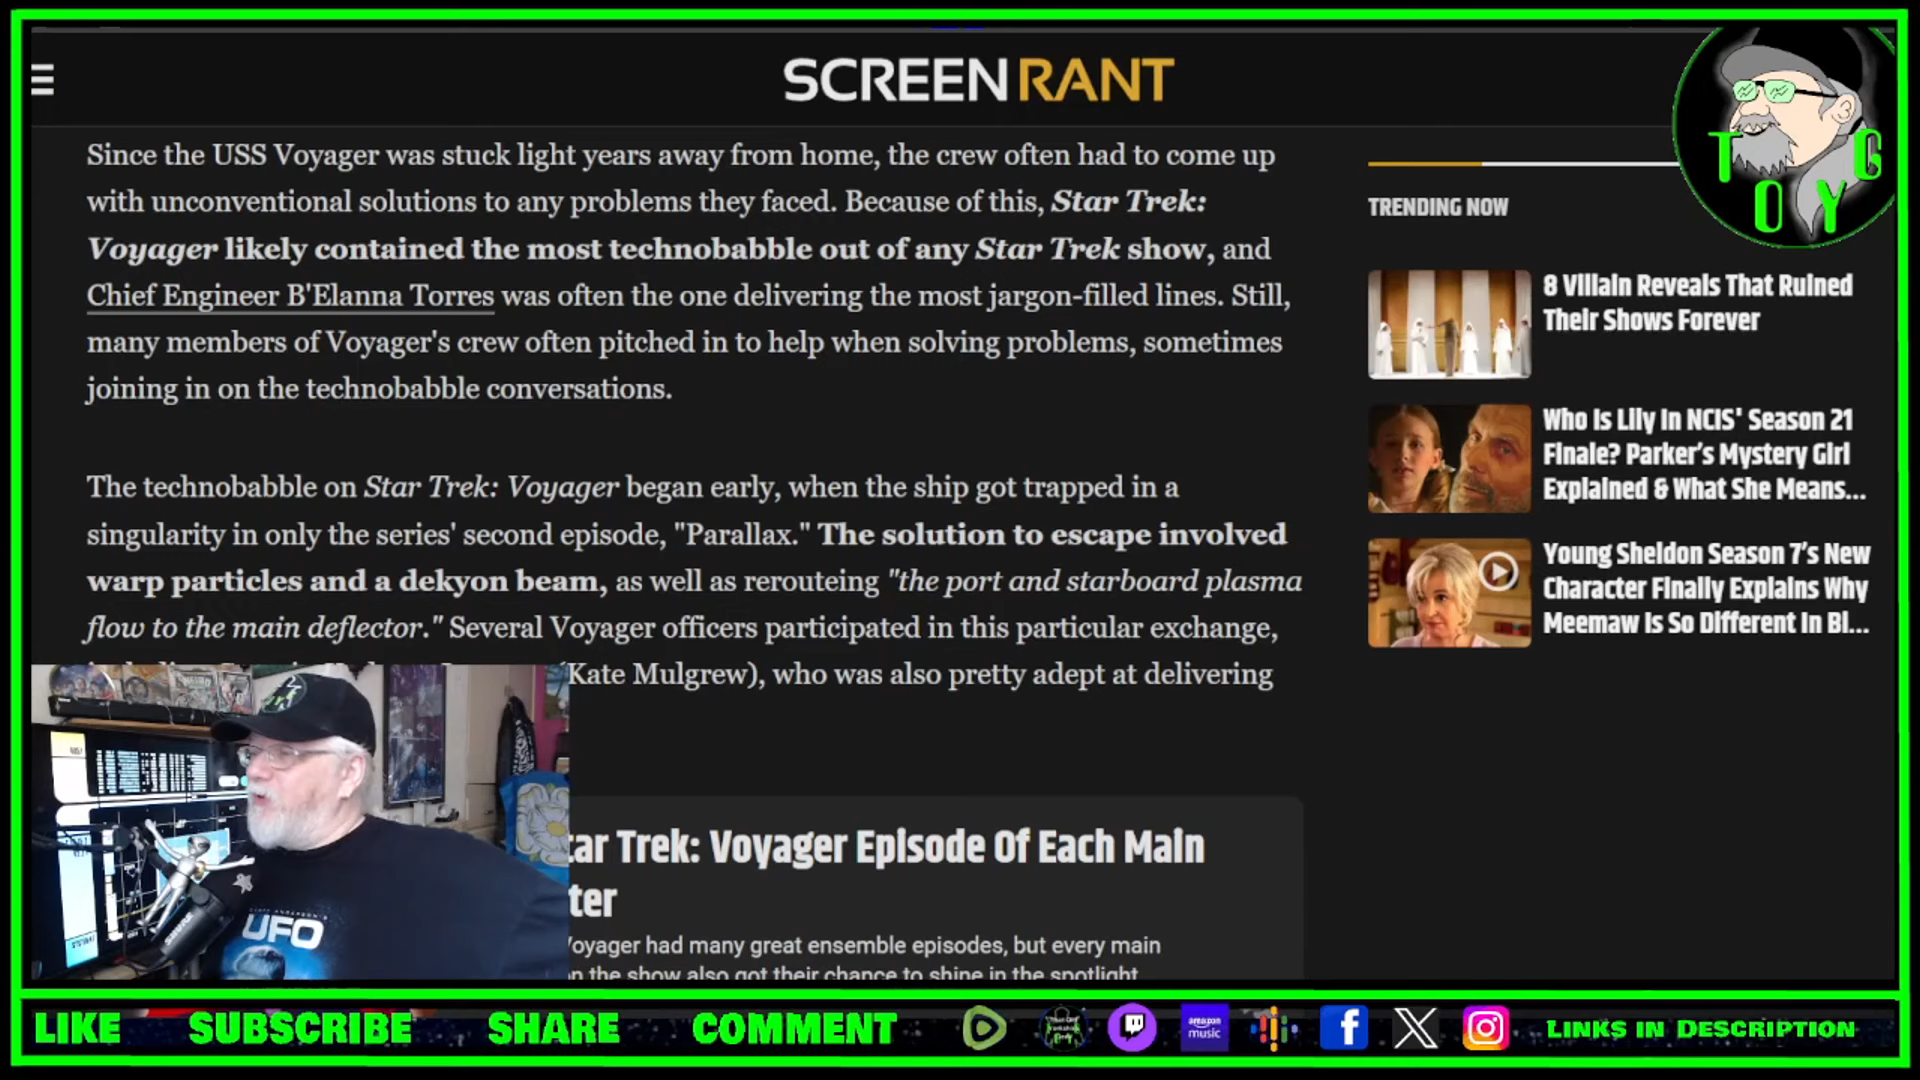 SCREENRANT
Since the USS Voyager was stuck light years away from home, the crew often had to come up
with unconventional solutions to any problems they faced. Because of this, Star Trek:
Voyager likely contained the most technobabble out of any Star Trek show, and
Chief Engineer B'Elanna Torres was often the one delivering the most jargon-filled lines. Still,
many members of Voyager's crew often pitched in to help when solving problems, sometimes
joining in on the technobabble conversations.
The technobabble on Star Trek: Voyager began early, when the ship got trapped in a
singularity in only the series' second episode, "Parallax." The solution to escape involved
warp particles and a dekyon beam, as well as rerouteing "the port and starboard plasma
flow to the main deflector." Several Voyager officers participated in this particular exchange,
(Kate Mulgrew), who was also pretty adept at delivering
tar Trek: Voyager Episode Of Each Main
ter
Voyager had many great ensemble episodes, but every main
n the show also got their chance to shine in the spotlight
TRENDING NOW
8 Villain Reveals That Ruined
Their Shows Forever
Who Is Lily In NCIS' Season 21
Finale? Parker's Mystery Girl
Explained & What She Means...
Young Sheldon Season 7's New
Character Finally Explains Why
Meemaw Is So Different In Bi...
T O Y G
UFO
SHURE
LIKE SUBSCRIBE SHARE COMMENT
amazon
music
LINKS IN DESCRIPTION